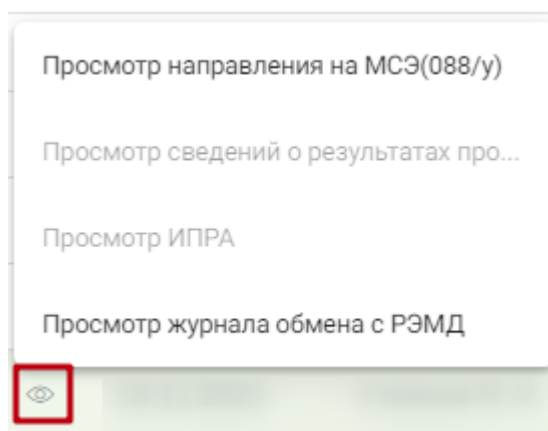 Просмотр направления на МСЭ(088/у)
Просмотр сведений о результатах про...
Просмотр ИПРА
Просмотр журнала обмена с РЭМД